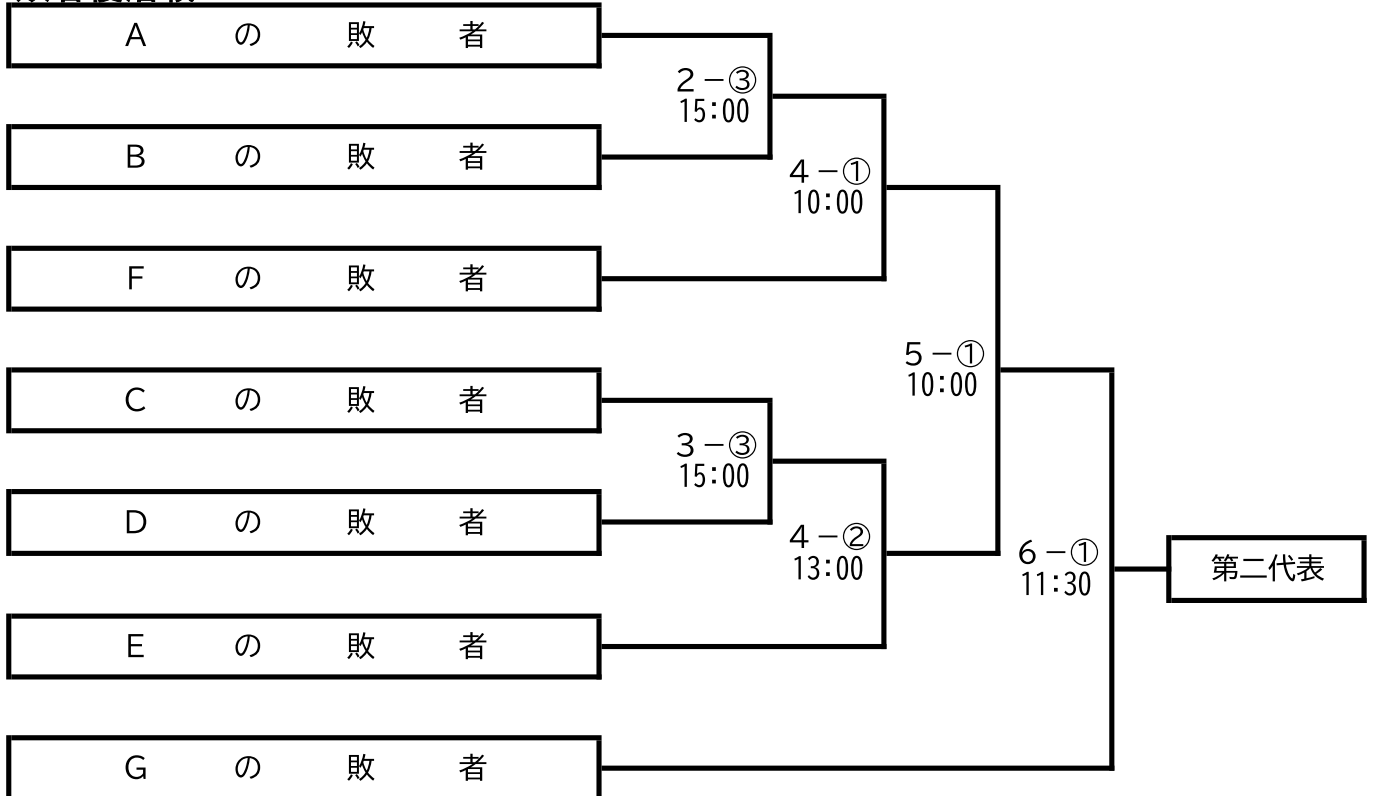 Ａ の 敗 者
２－③
15:00
Ｂ の 敗 者
４－①
10:00
Ｆ の 敗 者
５－①
10:00
Ｃ の 敗 者
３－③
15:00
Ｄ の 敗 者
４－②
13:00
６－①
11:30
第二代表
Ｅ の 敗 者
Ｇ の 敗 者